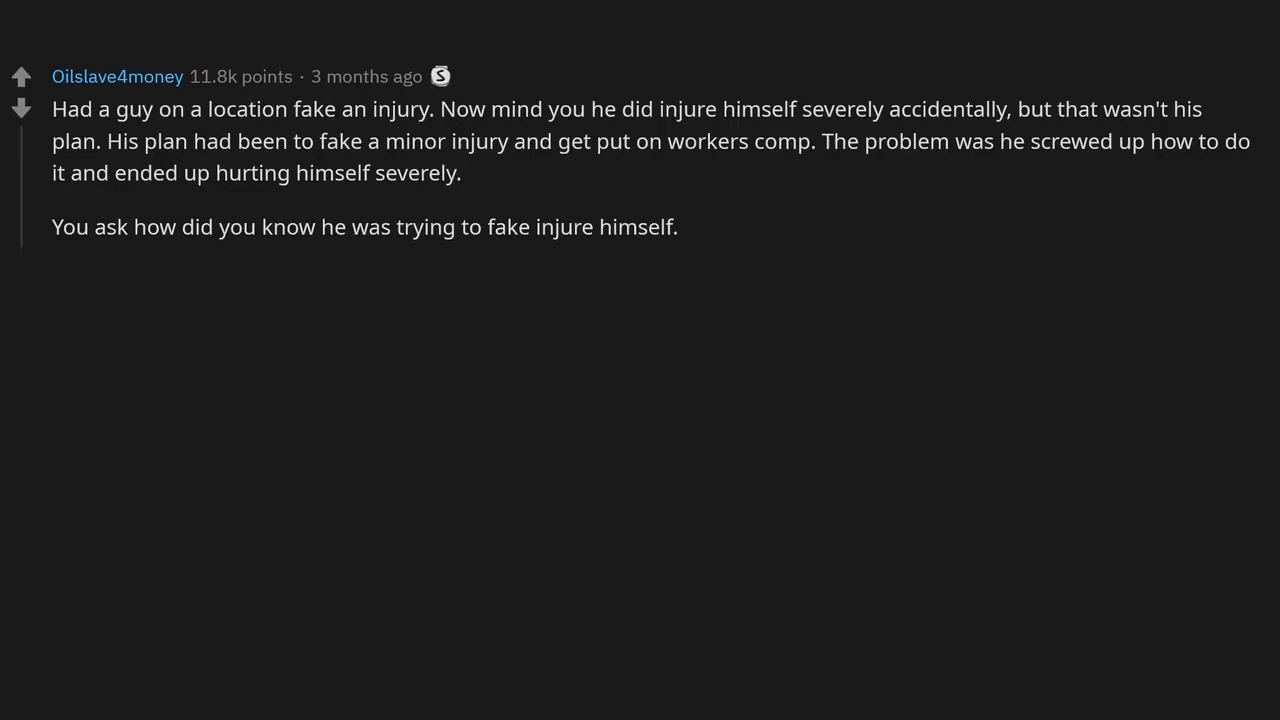 Oilslave4money 11.8k points · 3 months ago S
Had a guy on a location fake an injury. Now mind you he did injure himself severely accidentally, but that wasn't his
plan. His plan had been to fake a minor injury and get put on workers comp. The problem was he screwed up how to do
it and ended up hurting himself severely.
You ask how did you know he was trying to fake injure himself.